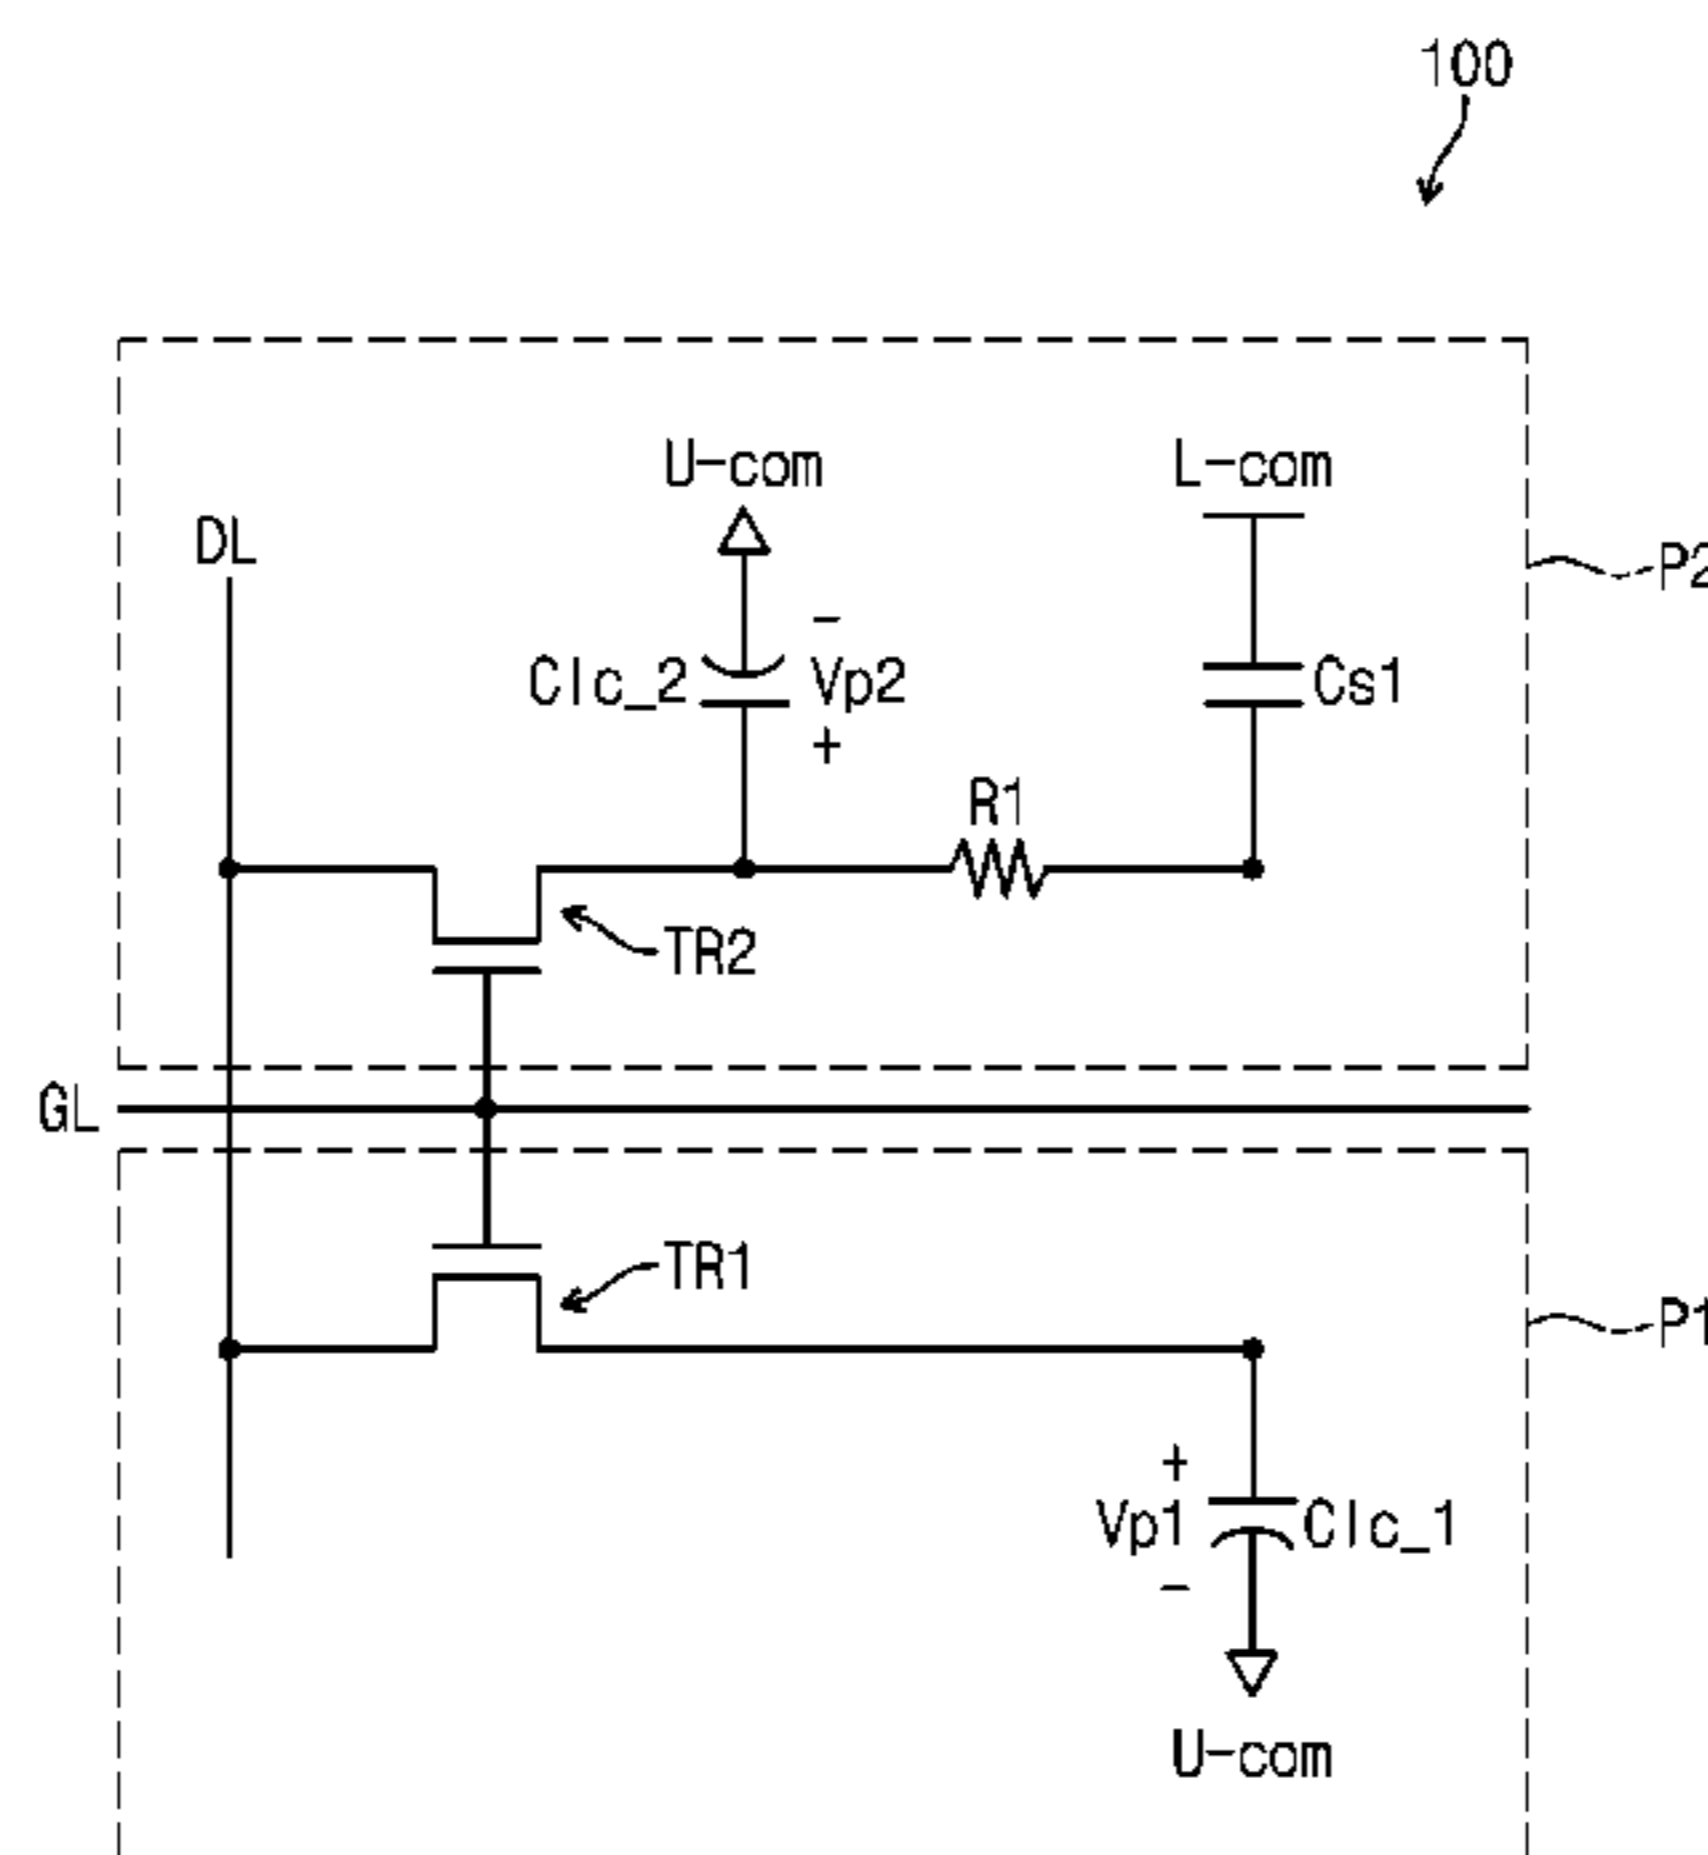 100
U-com
L-com
DL
P2
-
Clc_2
Vp2
Cs1
+
R1
TR2
GL
TR1
P1
+
Vp1
Clc_1
-
U-com